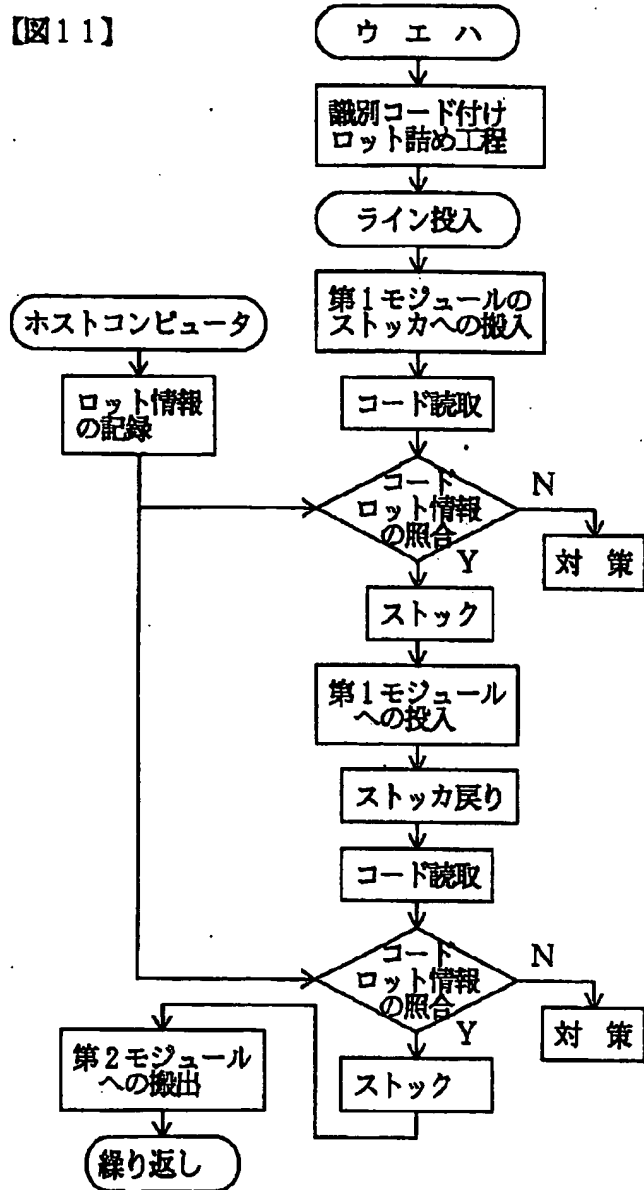 【図11】
ウエハ
識別コード付け
ロット詰め工程
ライン投入
第1モジュールの
ストッカへの搬入
ホストコンピュータ
ロット情報
の記録
コード読取
コード
ロット情報
の照合
N
対策
Y
ストック
第1モジュール
への投入
ストッカ戻り
コード読取
コード
ロット情報
の照合
N
対策
Y
ストック
第2モジュール
への搬出
繰り返し